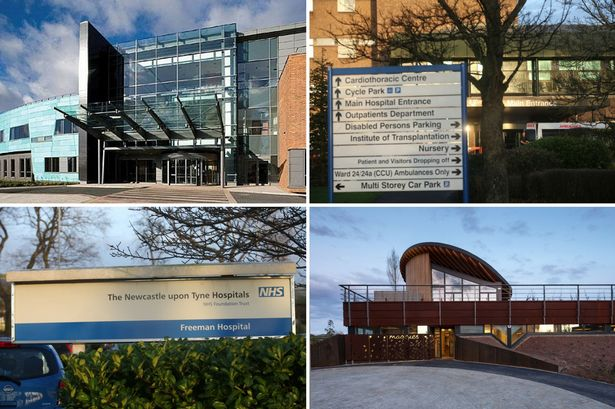 Cardiothoracic Centre
Cycle Park P
Main Hospital Entrance
Outpatients Department
Disabled Persons Parking
Institute of Transplantation
Nursery
Patient and Visitors Dropping off
Ward 24/24a (CCU) Ambulances Only
Multi Storey Car Park P
Main Entrance
The Newcastle upon Tyne Hospitals NHS
NHS Foundation Trust
Freeman Hospital
maggie's